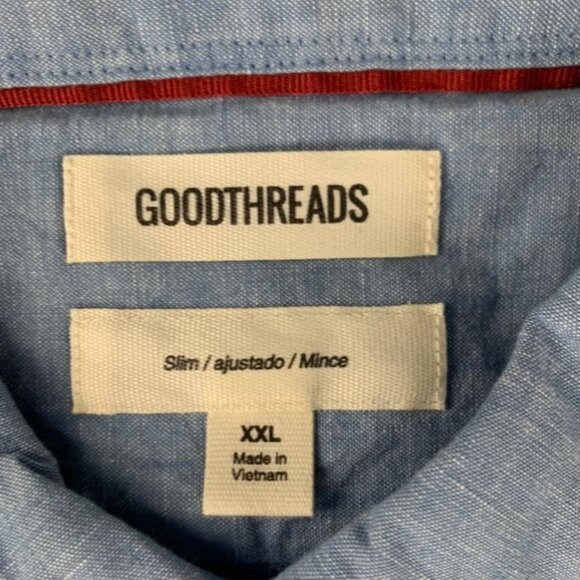 GOODTHREADS
Slim / ajustado / Mince
XXL
Made in
Vietnam